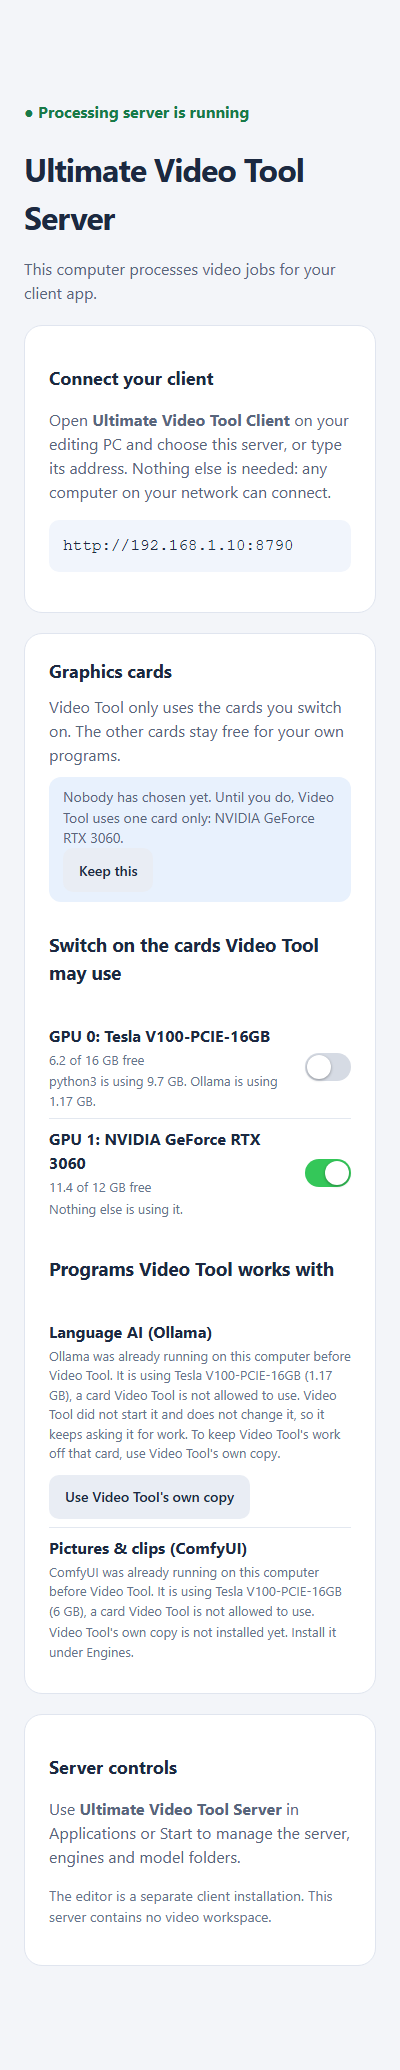 ● Processing server is running
Ultimate Video Tool
Server
This computer processes video jobs for your
client app.
Connect your client
Open Ultimate Video Tool Client on your
editing PC and choose this server, or type
its address. Nothing else is needed: any
computer on your network can connect.
http://192.168.1.10:8790
Graphics cards
Video Tool only uses the cards you switch
on. The other cards stay free for your own
programs.
Nobody has chosen yet. Until you do, Video
Tool uses one card only: NVIDIA GeForce
RTX 3060.
Keep this
Switch on the cards Video Tool
may use
GPU 0: Tesla V100-PCIE-16GB
6.2 of 16 GB free
python3 is using 9.7 GB. Ollama is using
1.17 GB.
GPU 1: NVIDIA GeForce RTX
3060
11.4 of 12 GB free
Nothing else is using it.
Programs Video Tool works with
Language AI (Ollama)
Ollama was already running on this computer before
Video Tool. It is using Tesla V100-PCIE-16GB (1.17
GB), a card Video Tool is not allowed to use. Video
Tool did not start it and does not change it, so it
keeps asking it for work. To keep Video Tool's work
off that card, use Video Tool's own copy.
Use Video Tool's own copy
Pictures & clips (ComfyUI)
ComfyUI was already running on this computer
before Video Tool. It is using Tesla V100-PCIE-16GB
(6 GB), a card Video Tool is not allowed to use.
Video Tool's own copy is not installed yet. Install it
under Engines.
Server controls
Use Ultimate Video Tool Server in
Applications or Start to manage the server,
engines and model folders.
The editor is a separate client installation. This
server contains no video workspace.